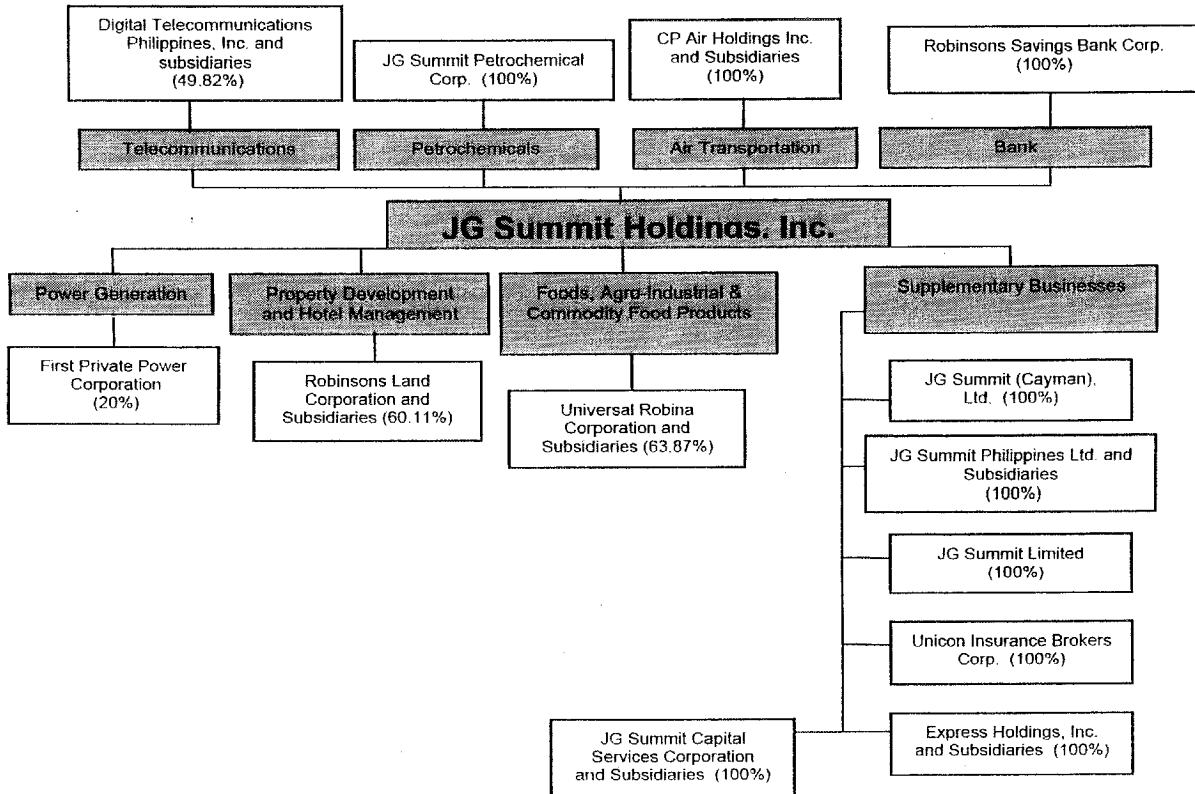 Digital Telecommunications
Philippines, Inc. and
subsidiaries
(49.82%)
JG Summit Petrochemical
Corp. (100%)
CP Air Holdings Inc.
and Subsidiaries
(100%)
Robinsons Savings Bank Corp.
(100%)
Telecommunications
Petrochemicals
Air Transportation
Bank
JG Summit Holdings, Inc.
Power Generation
Property Development
and Hotel Management
Foods, Agro-Industrial &
Commodity Food Products
Supplementary Businesses
First Private Power
Corporation
(20%)
Robinsons Land
Corporation and
Subsidiaries (60.11%)
Universal Robina
Corporation and
Subsidiaries (63.87%)
JG Summit (Cayman),
Ltd. (100%)
JG Summit Philippines Ltd. and
Subsidiaries
(100%)
JG Summit Limited
(100%)
Unicon Insurance Brokers
Corp. (100%)
Express Holdings, Inc.
and Subsidiaries (100%)
JG Summit Capital
Services Corporation
and Subsidiaries (100%)